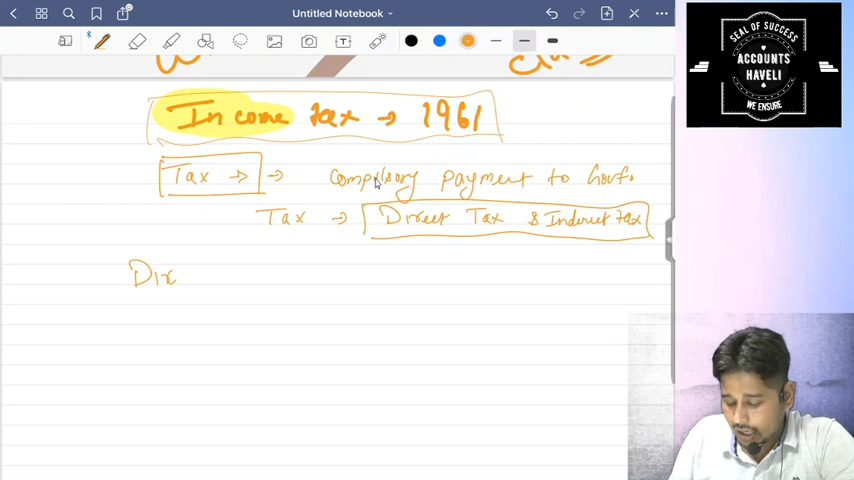 Untitled Notebook
Income tax → 1961
Tax → → Compulsory payment to Govt.
Tax → Direct Tax & Indirect tax
Dir
SEAL OF SUCCESS
ACCOUNTS
HAVELI
WE ENSURE